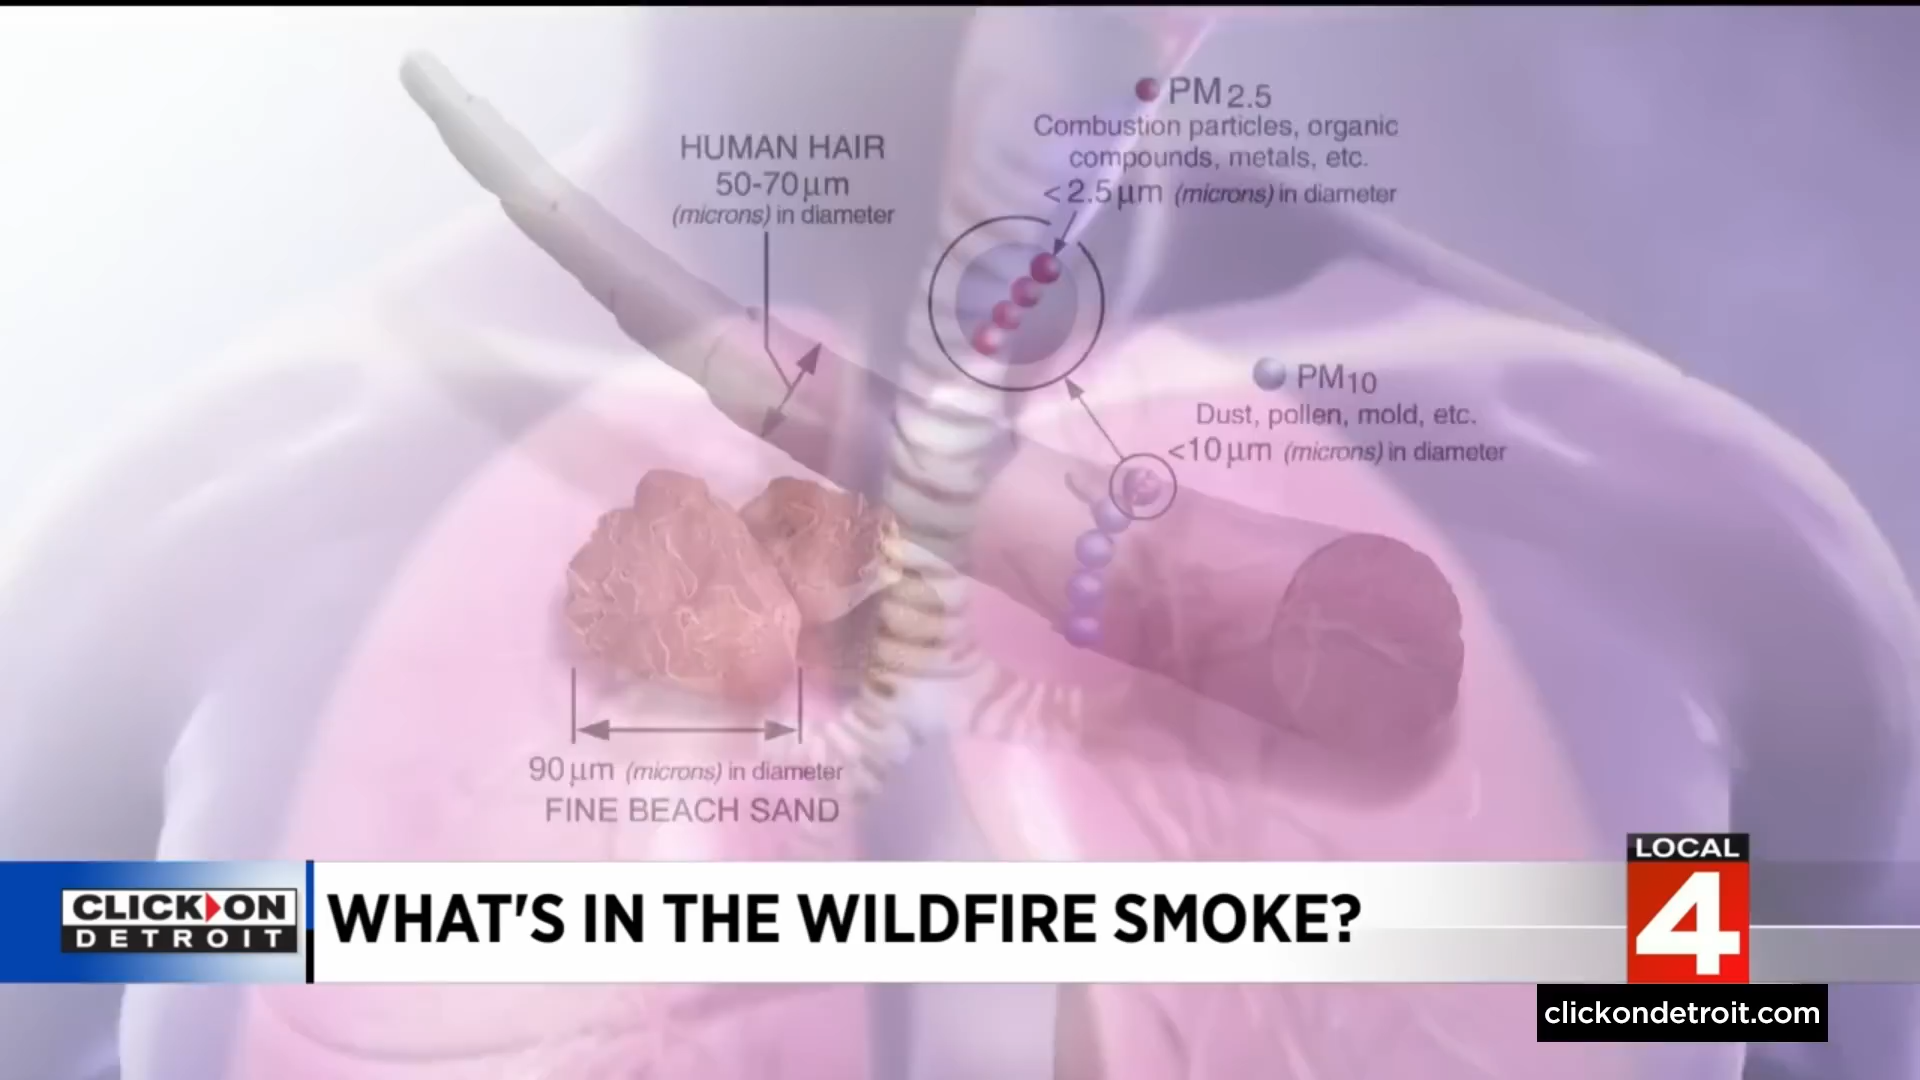 PM2.5
Combustion particles, organic
compounds, metals, etc.
<2.5µm (microns) in diameter
HUMAN HAIR
50-70µm
(microns) in diameter
PM10
Dust, pollen, mold, etc.
<10µm (microns) in diameter
90µm (microns) in diameter
FINE BEACH SAND
CLICK ON
DETROIT
WHAT'S IN THE WILDFIRE SMOKE?
LOCAL
4
clickondetroit.com